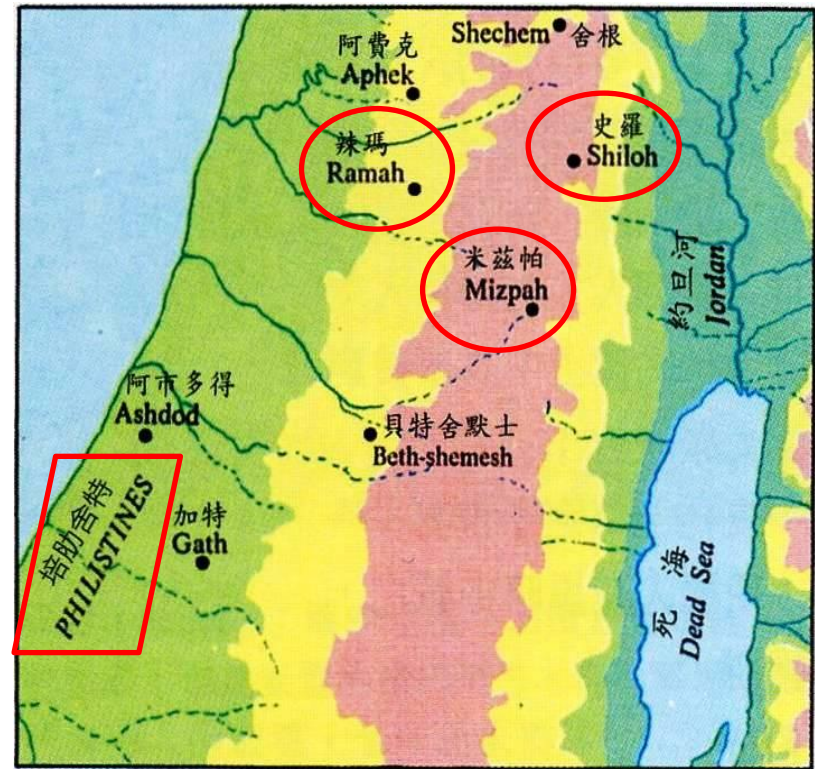 Shechem 舍根
阿費克
Aphek
辣瑪
Ramah
史羅
Shiloh
米茲帕
Mizpah
約旦河
Jordan
阿市多得
Ashdod
貝特舍默士
Beth-shemesh
培肋舍特
PHILISTINES
加特
Gath
死海
Dead Sea